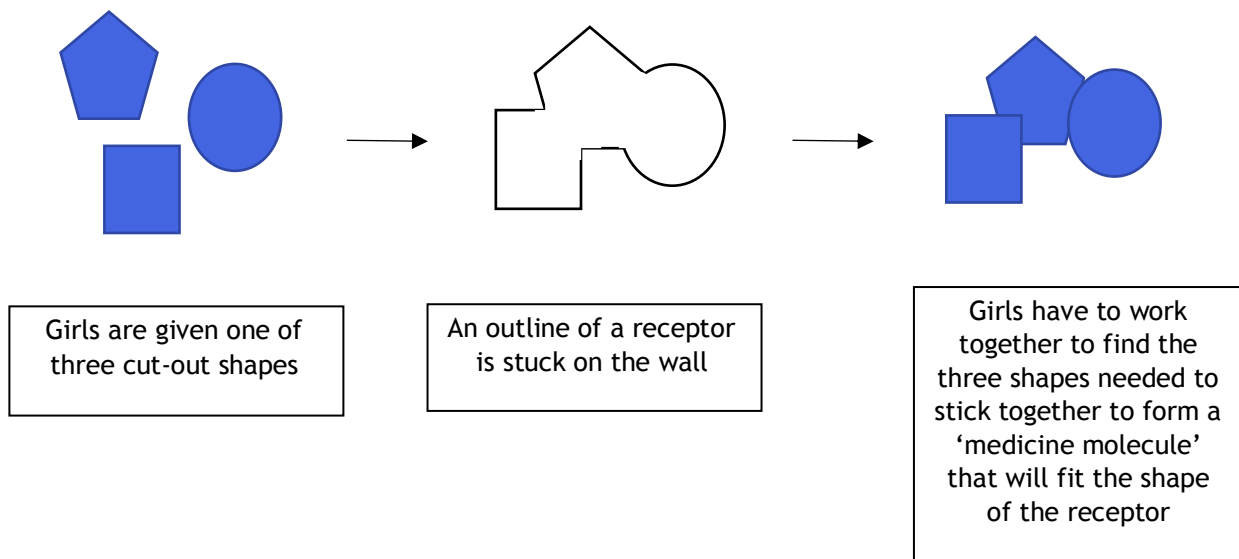 Girls are given one of
three cut-out shapes
An outline of a receptor
is stuck on the wall
Girls have to work
together to find the
three shapes needed to
stick together to form a
‘medicine molecule’
that will fit the shape
of the receptor